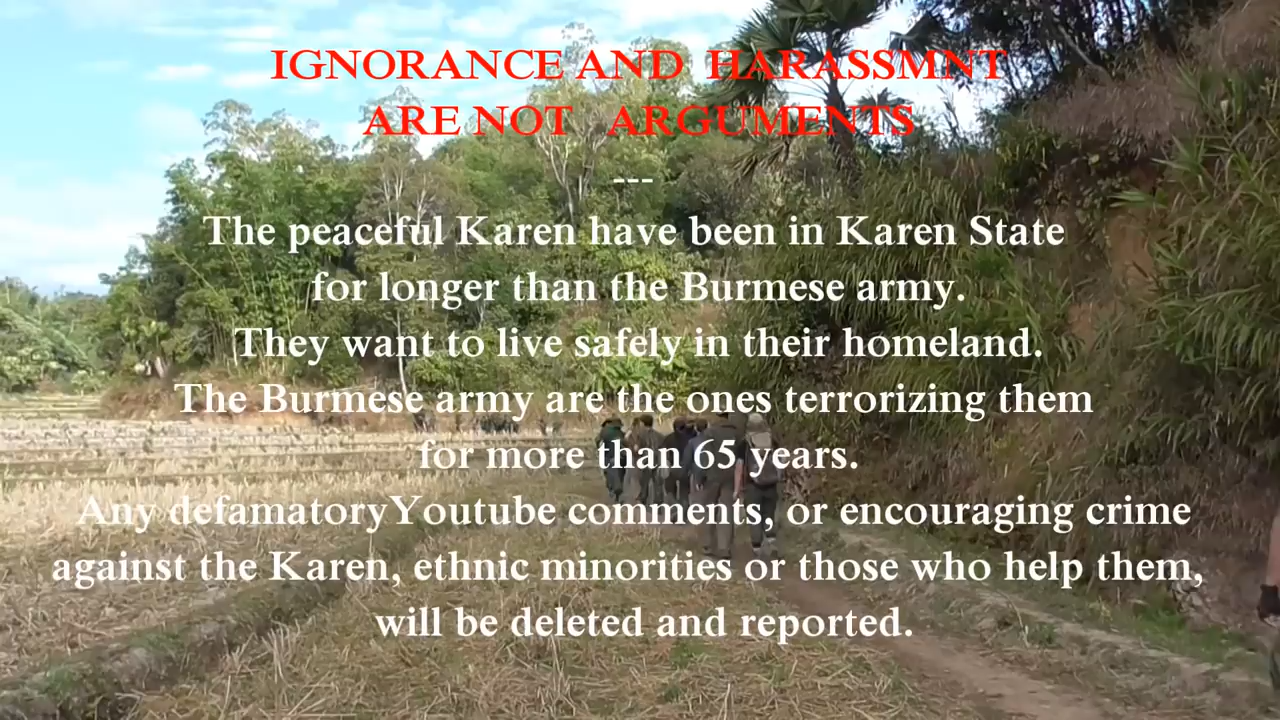 IGNORANCE AND HARASSMNT
ARE NOT ARGUMENTS
---
The peaceful Karen have been in Karen State
for longer than the Burmese army.
They want to live safely in their homeland.
The Burmese army are the ones terrorizing them
for more than 65 years.
Any defamatoryYoutube comments, or encouraging crime
against the Karen, ethnic minorities or those who help them,
will be deleted and reported.